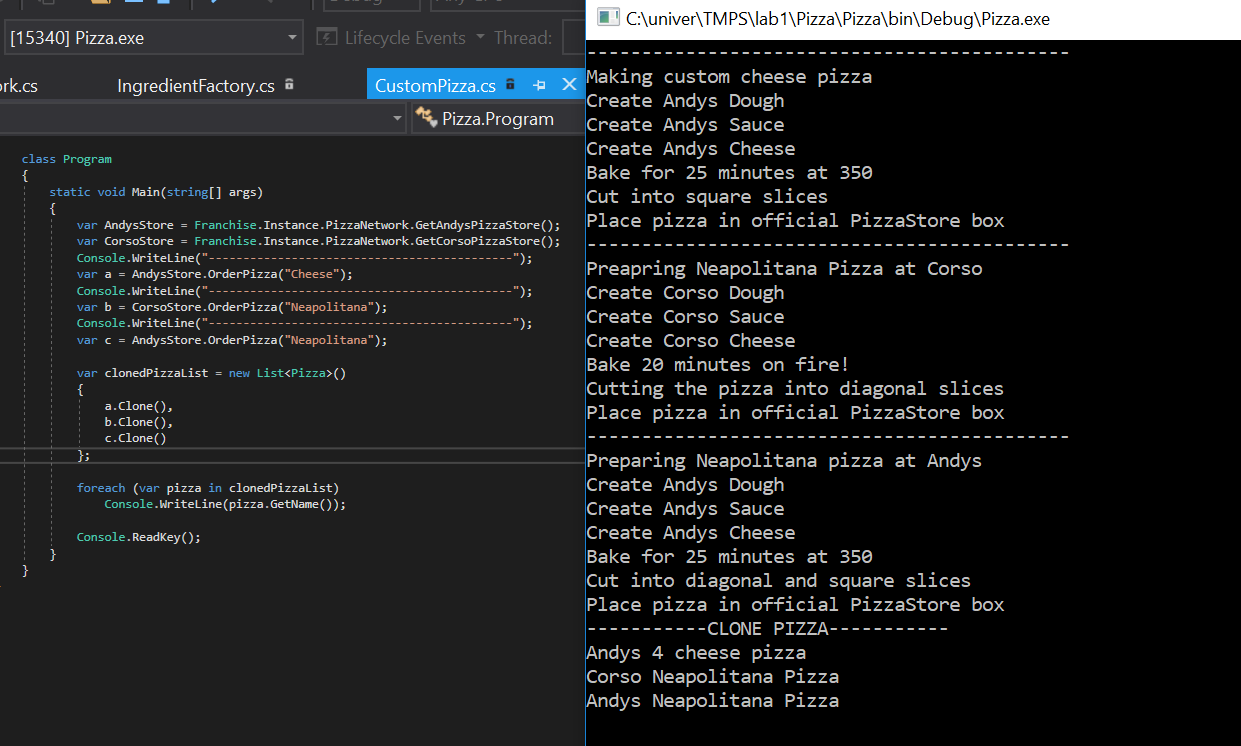 [15340] Pizza.exe
Lifecycle Events
Thread:
rk.cs
IngredientFactory.cs
CustomPizza.cs
Pizza.Program
class Program
{
static void Main(string[] args)
{
var AndysStore = Franchise.Instance.PizzaNetwork.GetAndysPizzaStore();
var CorsoStore = Franchise.Instance.PizzaNetwork.GetCorsoPizzaStore();
Console.WriteLine("-------------------------------------------");
var a = AndysStore.OrderPizza("Cheese");
Console.WriteLine("-------------------------------------------");
var b = CorsoStore.OrderPizza("Neapolitana");
Console.WriteLine("-------------------------------------------");
var c = AndysStore.OrderPizza("Neapolitana");
var clonedPizzaList = new List<Pizza>()
{
a.Clone(),
b.Clone(),
c.Clone()
};
foreach (var pizza in clonedPizzaList)
Console.WriteLine(pizza.GetName());
Console.ReadKey();
}
}
C:\univer\TMPS\lab1\Pizza\Pizza\bin\Debug\Pizza.exe
--------------------------------------------
Making custom cheese pizza
Create Andys Dough
Create Andys Sauce
Create Andys Cheese
Bake for 25 minutes at 350
Cut into square slices
Place pizza in official PizzaStore box
--------------------------------------------
Preapring Neapolitana Pizza at Corso
Create Corso Dough
Create Corso Sauce
Create Corso Cheese
Bake 20 minutes on fire!
Cutting the pizza into diagonal slices
Place pizza in official PizzaStore box
--------------------------------------------
Preparing Neapolitana pizza at Andys
Create Andys Dough
Create Andys Sauce
Create Andys Cheese
Bake for 25 minutes at 350
Cut into diagonal and square slices
Place pizza in official PizzaStore box
-----------CLONE PIZZA-----------
Andys 4 cheese pizza
Corso Neapolitana Pizza
Andys Neapolitana Pizza